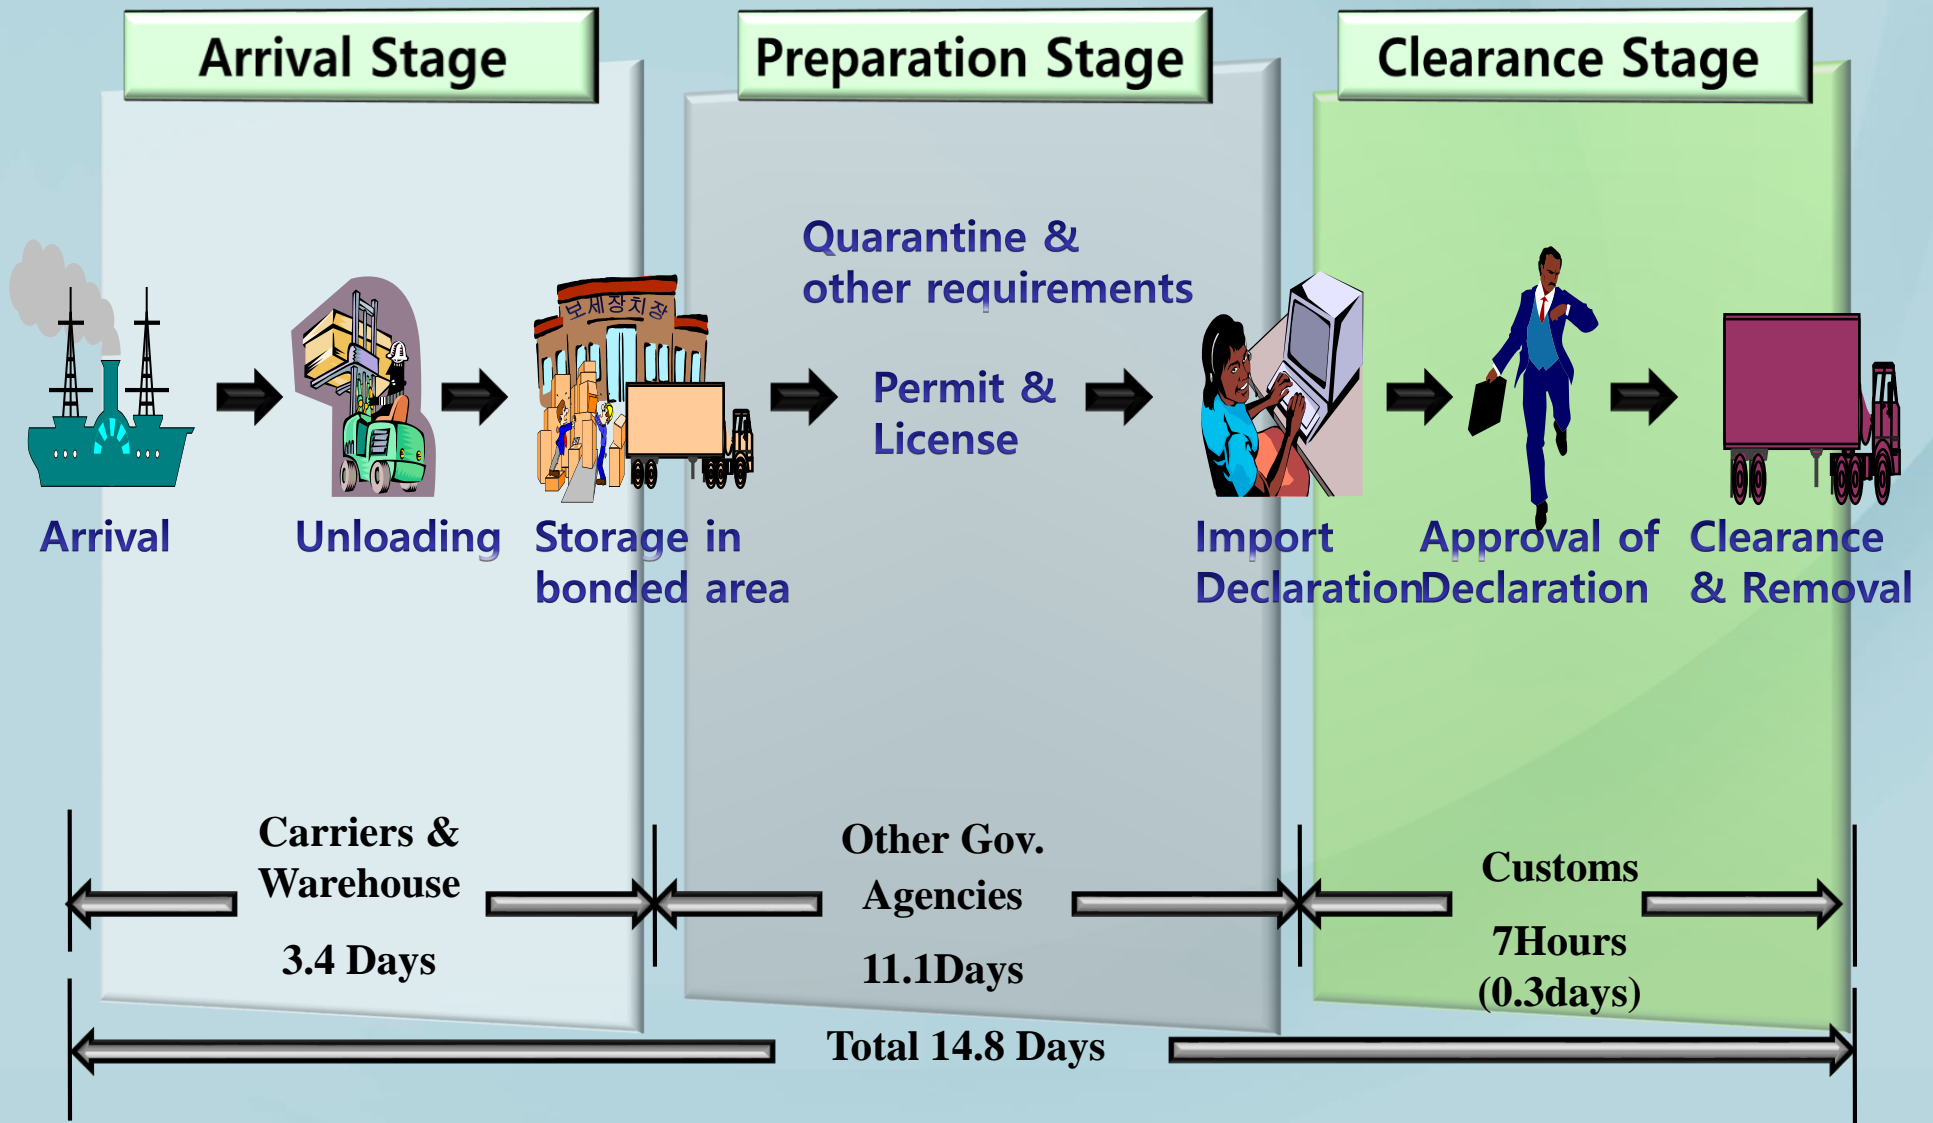 Arrival Stage
Preparation Stage
Clearance Stage
Quarantine &
other requirements
Permit &
License
보세장치장
Arrival
Unloading
Storage in
bonded area
Import
Declaration
Approval of
Declaration
Clearance
& Removal
Carriers &
Warehouse
3.4 Days
Other Gov.
Agencies
11.1Days
Customs
7Hours
(0.3days)
Total 14.8 Days